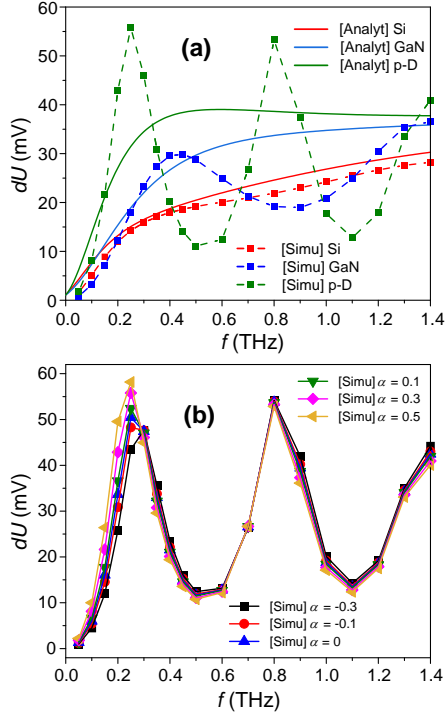 (a)
[Analyt] Si
[Analyt] GaN
[Analyt] p-D
60
50
40
30
20
10
0
dU (mV)
[Simu] Si
[Simu] GaN
[Simu] p-D
0.0 0.2 0.4 0.6 0.8 1.0 1.2 1.4
f (THz)
(b)
[Simu] α = 0.1
[Simu] α = 0.3
[Simu] α = 0.5
60
50
40
30
20
10
0
dU (mV)
[Simu] α = -0.3
[Simu] α = -0.1
[Simu] α = 0
0.0 0.2 0.4 0.6 0.8 1.0 1.2 1.4
f (THz)